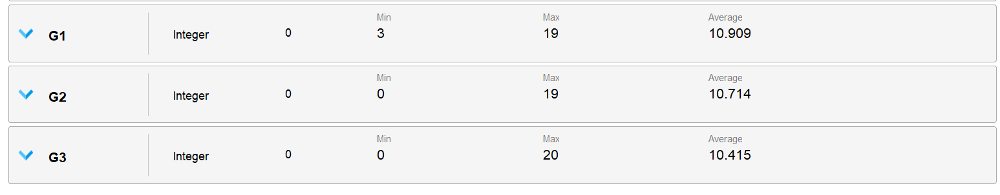 Min Max Average
G1 Integer 0 3 19 10.909
Min Max Average
G2 Integer 0 0 19 10.714
Min Max Average
G3 Integer 0 0 20 10.415